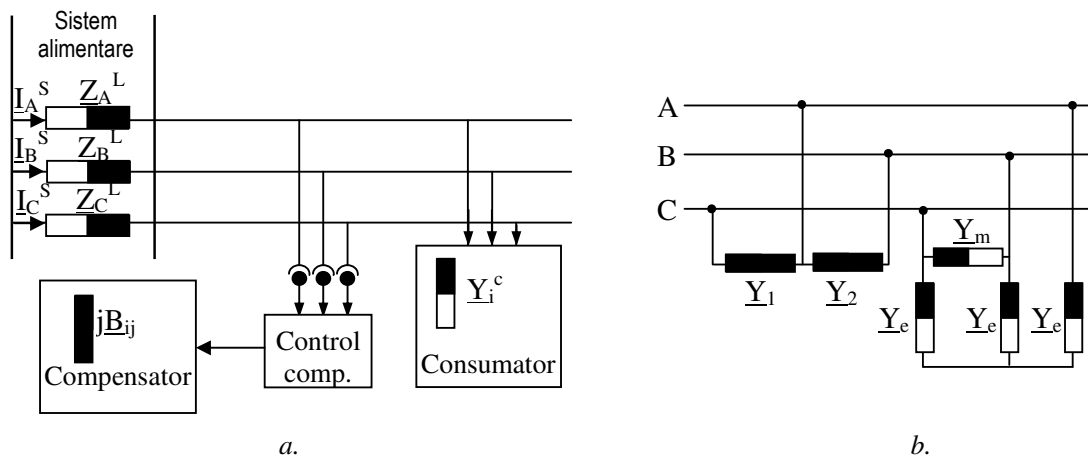 Sistem
alimentare
I_A^S Z_A^L
I_B^S Z_B^L
I_C^S Z_C^L
jB_ij
Compensator
Control
comp.
Y_i^c
Consumator
a.
A
B
C
Y_m
Y_1 Y_2
Y_e Y_e Y_e
b.